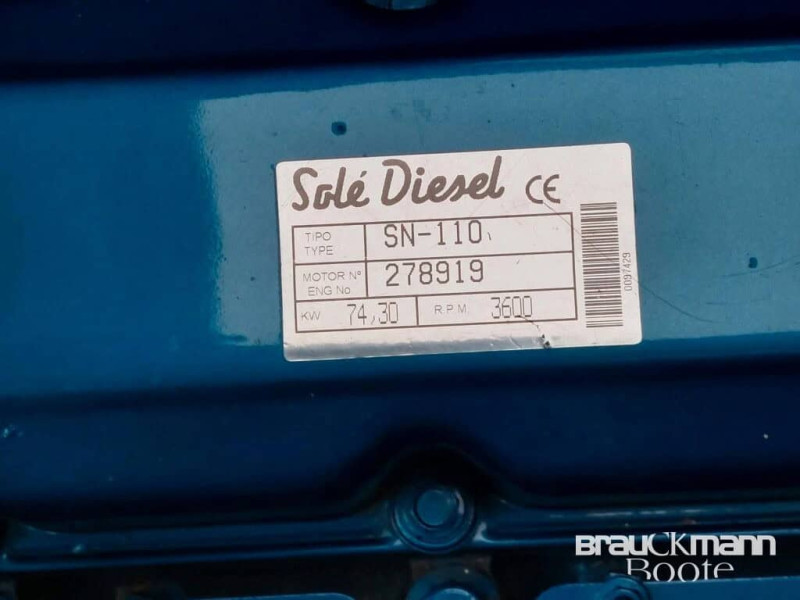 Solé Diesel CE
TIPO
TYPE
SN-110
MOTOR Nº
ENG No
278919
KW 74,30 R.P.M. 3600
0097429
BrauCkmann
Boote